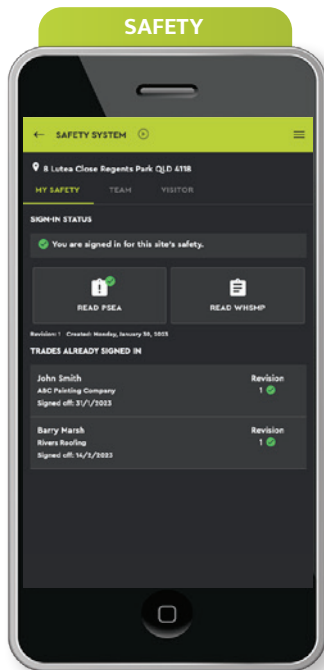 SAFETY
SAFETY SYSTEM
8 Lutea Close Regents Park QLD 4118
MY SAFETY TEAM VISITOR
SIGN-IN STATUS
You are signed in for this site's safety.
READ PSEA READ WHSMP
Revision: 1 Created: Monday, January 30, 2023
TRADES ALREADY SIGNED IN
John Smith Revision
ABC Painting Company 1
Signed off: 31/1/2023
Barry Marsh Revision
Rivers Roofing 1
Signed off: 14/2/2023